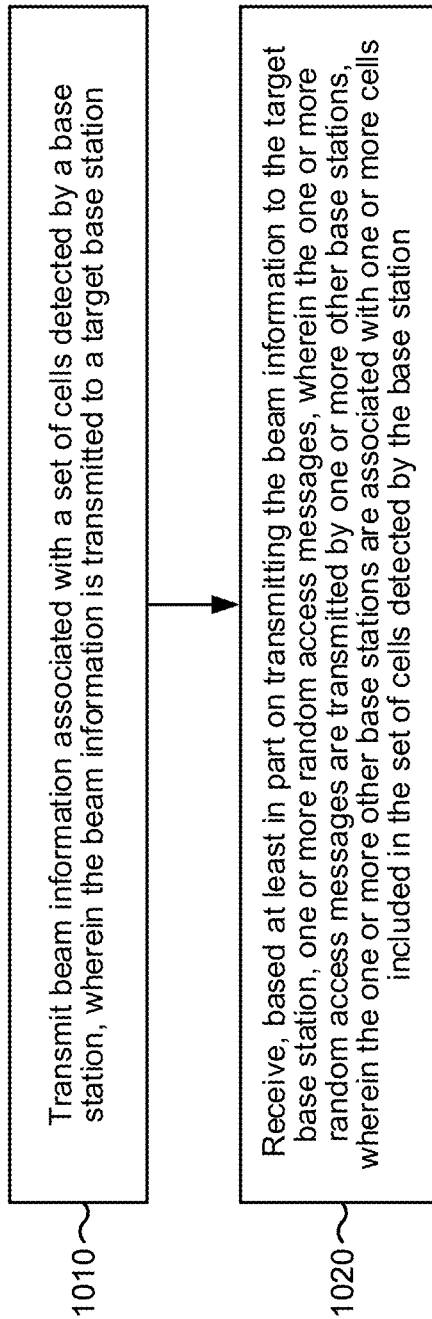 1010
Transmit beam information associated with a set of cells detected by a base
station, wherein the beam information is transmitted to a target base station
1020
Receive, based at least in part on transmitting the beam information to the target
base station, one or more random access messages, wherein the one or more
random access messages are transmitted by one or more other base stations,
wherein the one or more other base stations are associated with one or more cells
included in the set of cells detected by the base station